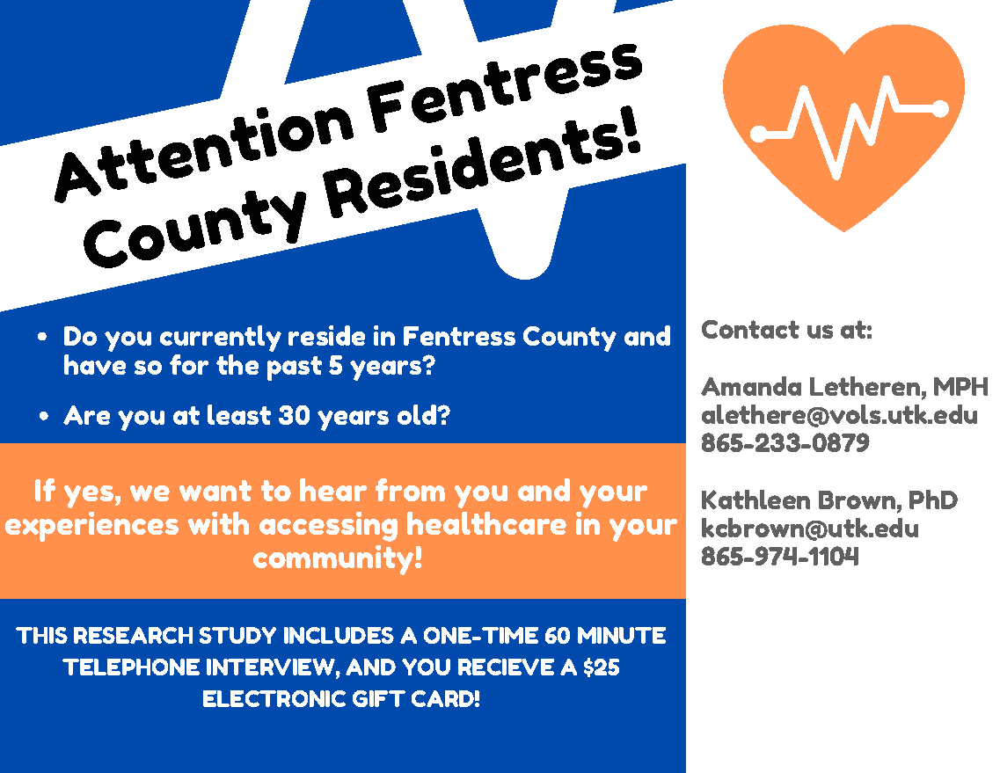 Attention Fentress
County Residents!
• Do you currently reside in Fentress County and
have so for the past 5 years?
• Are you at least 30 years old?
If yes, we want to hear from you and your
experiences with accessing healthcare in your
community!
THIS RESEARCH STUDY INCLUDES A ONE-TIME 60 MINUTE
TELEPHONE INTERVIEW, AND YOU RECIEVE A $25
ELECTRONIC GIFT CARD!
Contact us at:
Amanda Letheren, MPH
alethere@vols.utk.edu
865-233-0879
Kathleen Brown, PhD
kcbrown@utk.edu
865-974-1104